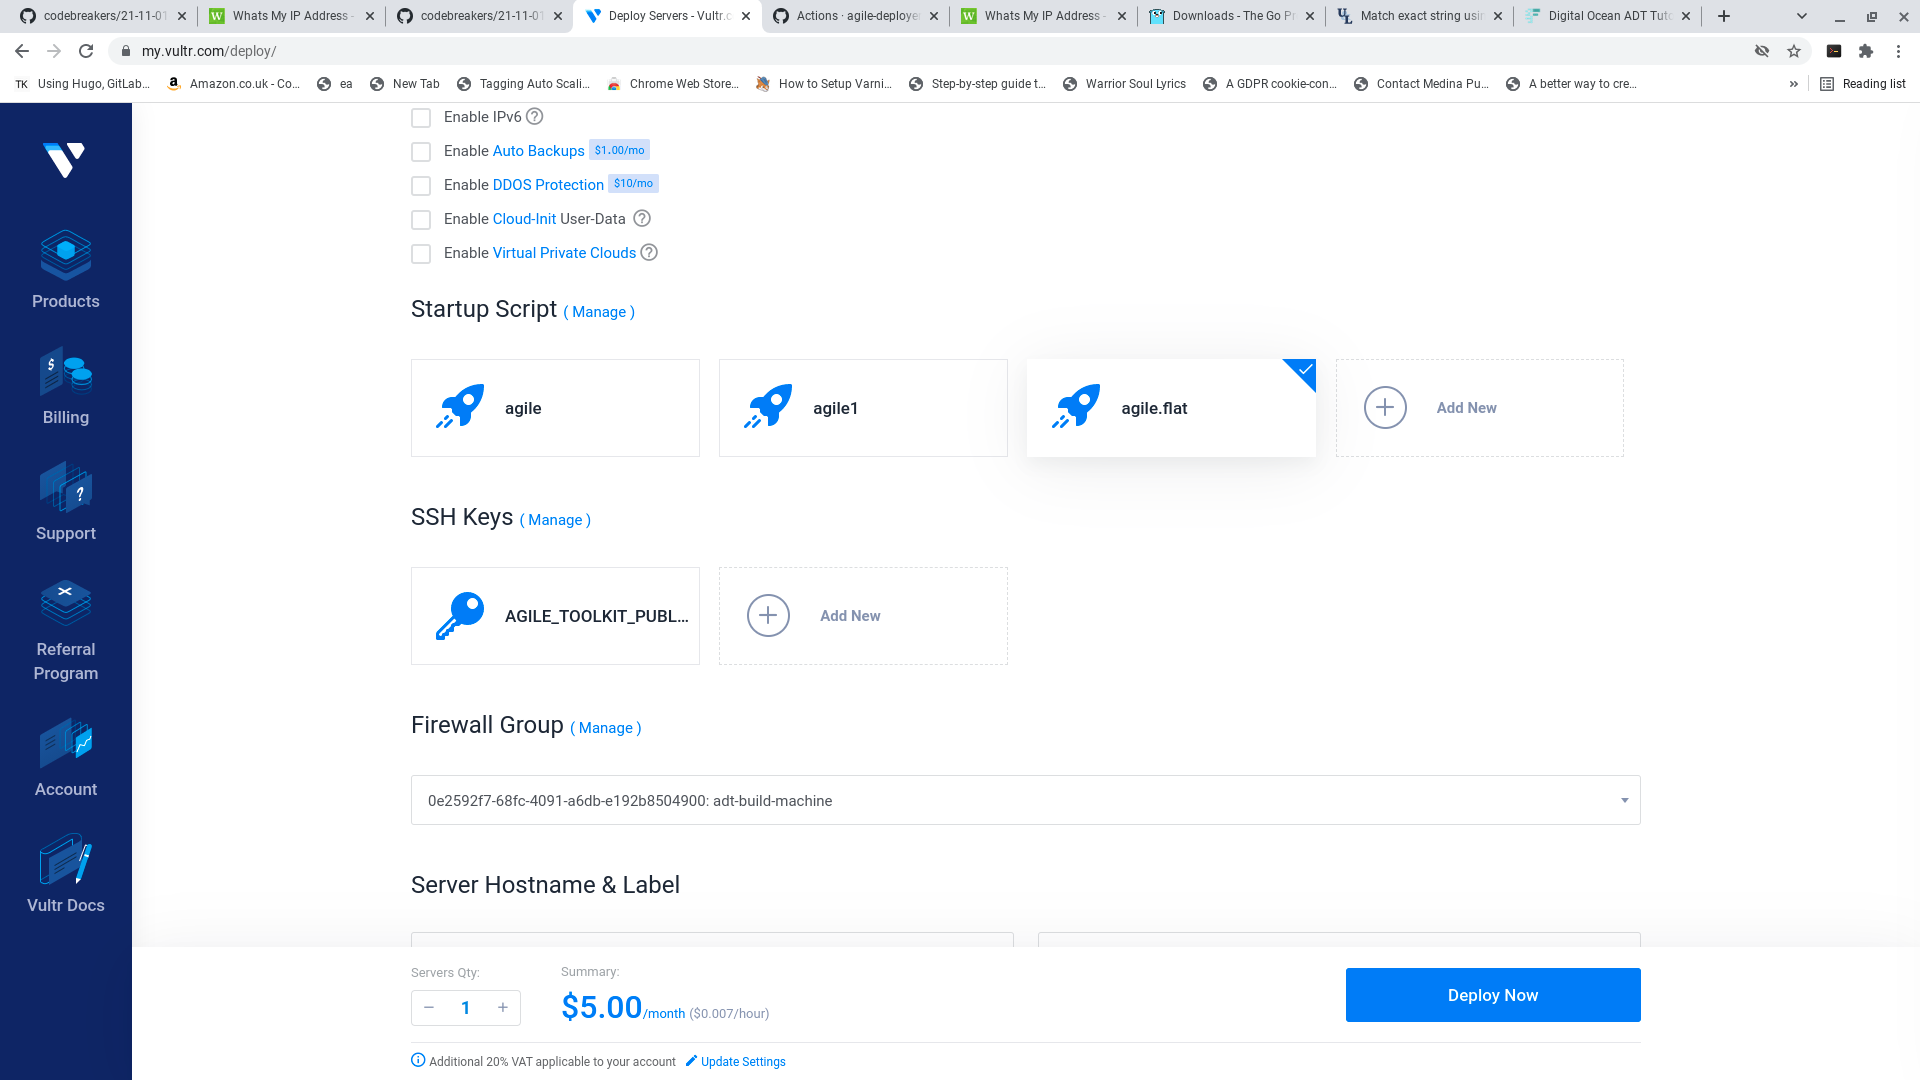 codebreakers/21-11-01
Whats My IP Address -
codebreakers/21-11-01
Deploy Servers - Vultr.c
Actions · agile-deployer
Whats My IP Address -
Downloads - The Go Pr
Match exact string usin
Digital Ocean ADT Tuto
my.vultr.com/deploy/
TK Using Hugo, GitLab...
Amazon.co.uk - Co...
ea
New Tab
Tagging Auto Scali...
Chrome Web Store...
How to Setup Varni...
Step-by-step guide t...
Warrior Soul Lyrics
A GDPR cookie-con...
Contact Medina Pu...
A better way to cre...
»
Reading list
Products
Billing
Support
Referral
Program
Account
Vultr Docs
Enable IPv6 ?
Enable Auto Backups $1.00/mo
Enable DDOS Protection $10/mo
Enable Cloud-Init User-Data ?
Enable Virtual Private Clouds ?
Startup Script ( Manage )
agile
agile1
agile.flat
Add New
SSH Keys ( Manage )
AGILE_TOOLKIT_PUBL...
Add New
Firewall Group ( Manage )
0e2592f7-68fc-4091-a6db-e192b8504900: adt-build-machine
Server Hostname & Label
Servers Qty:
− 1 +
Summary:
$5.00/month ($0.007/hour)
Deploy Now
Additional 20% VAT applicable to your account Update Settings